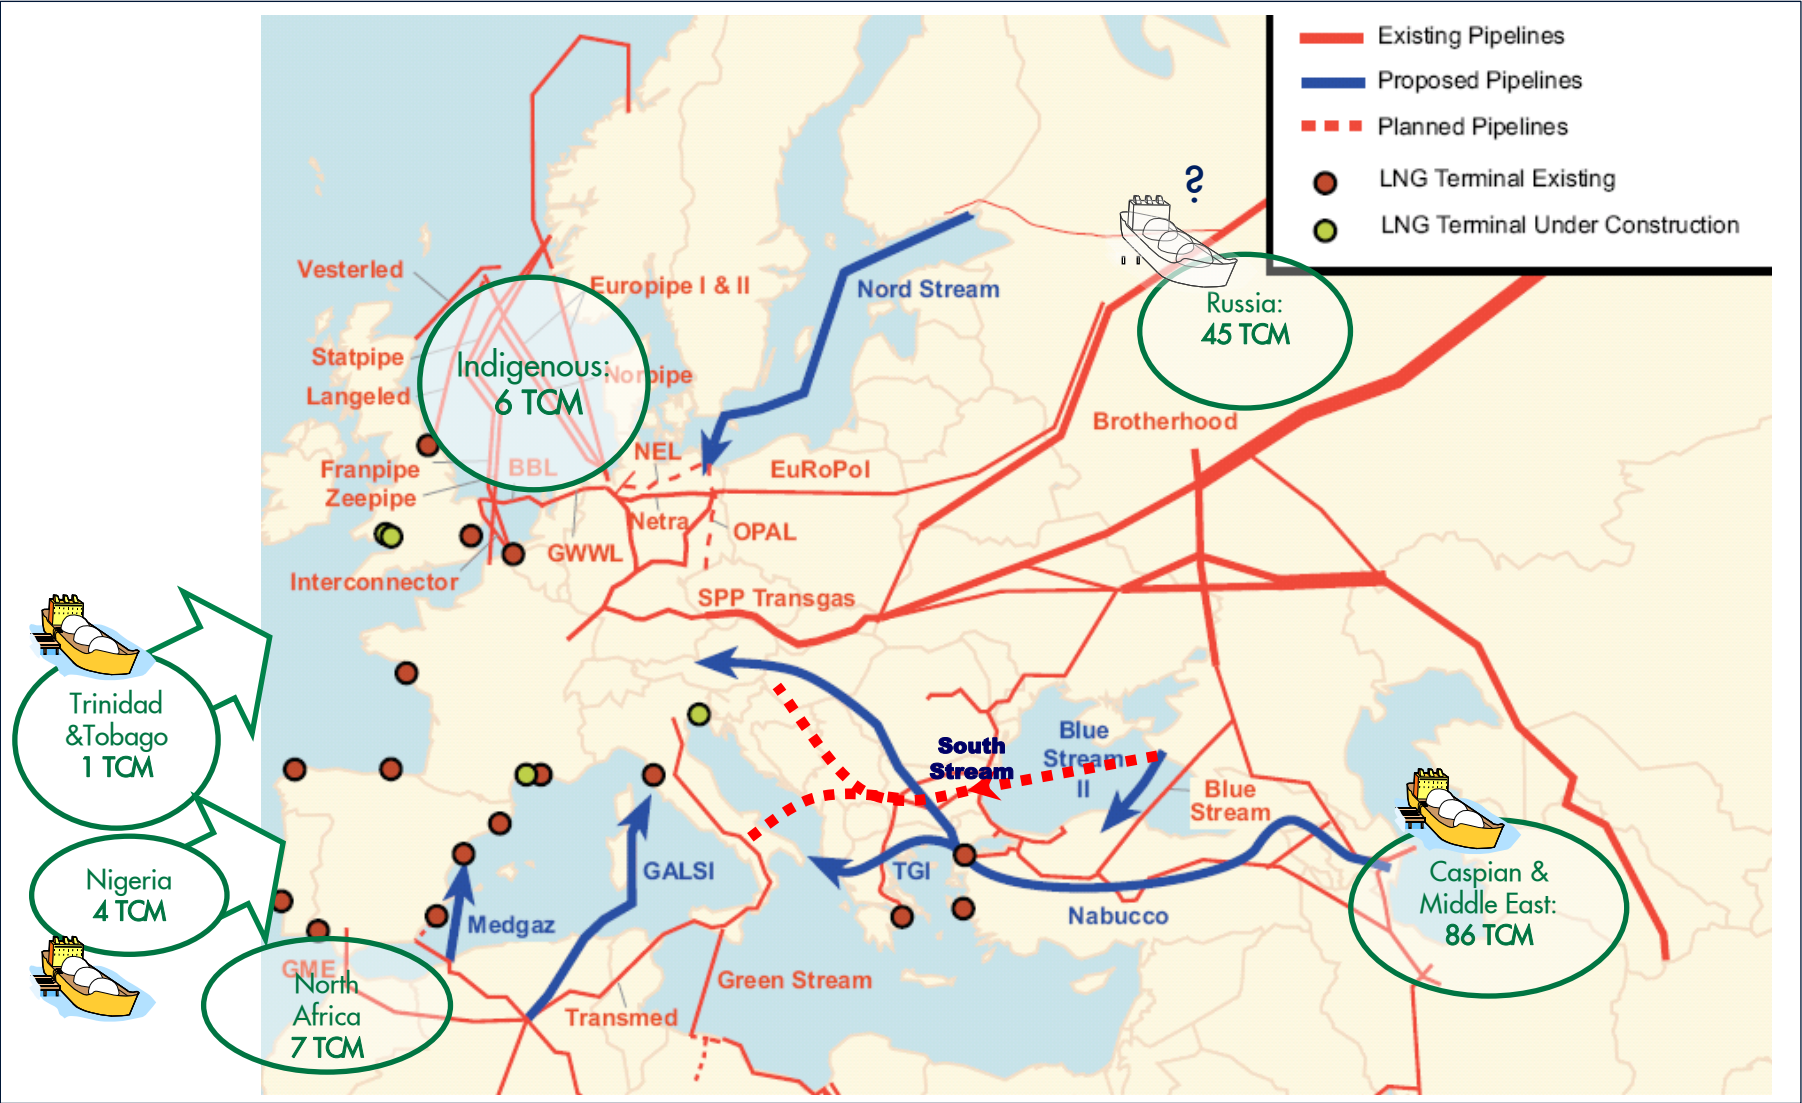 Existing Pipelines
Proposed Pipelines
Planned Pipelines
LNG Terminal Existing
LNG Terminal Under Construction
?
Vesterled
Europipe I & II
Nord Stream
Russia:
45 TCM
Statpipe
Indigenous:
6 TCM
Norpipe
Langeled
Brotherhood
Franpipe
BBL
NEL
EuRoPol
Zeepipe
Netra
OPAL
GWWL
Interconnector
SPP Transgas
Trinidad
&Tobago
1 TCM
South
Stream
Blue
Stream
II
Blue
Stream
Nigeria
4 TCM
GALSI
TGI
Caspian &
Middle East:
86 TCM
Medgaz
Nabucco
GME
North
Africa
7 TCM
Green Stream
Transmed